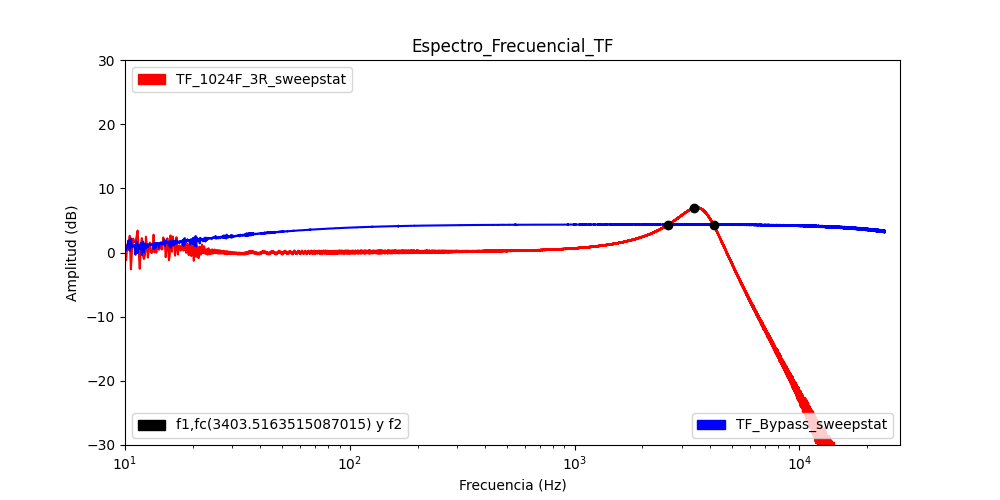 Espectro_Frecuencial_TF
30
TF_1024F_3R_sweepstat
20
10
0
−10
−20
−30
Amplitud (dB)
f1,fc(3403.5163515087015) y f2
TF_Bypass_sweepstat
10^1
10^2
10^3
10^4
Frecuencia (Hz)